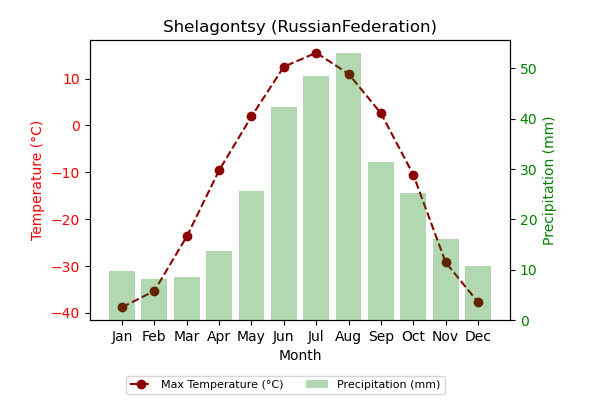 Shelagontsy (RussianFederation)
Temperature (°C)
10
0
−10
−20
−30
−40
50
40
30
20
10
0
Precipitation (mm)
Jan Feb Mar Apr May Jun Jul Aug Sep Oct Nov Dec
Month
Max Temperature (°C) Precipitation (mm)